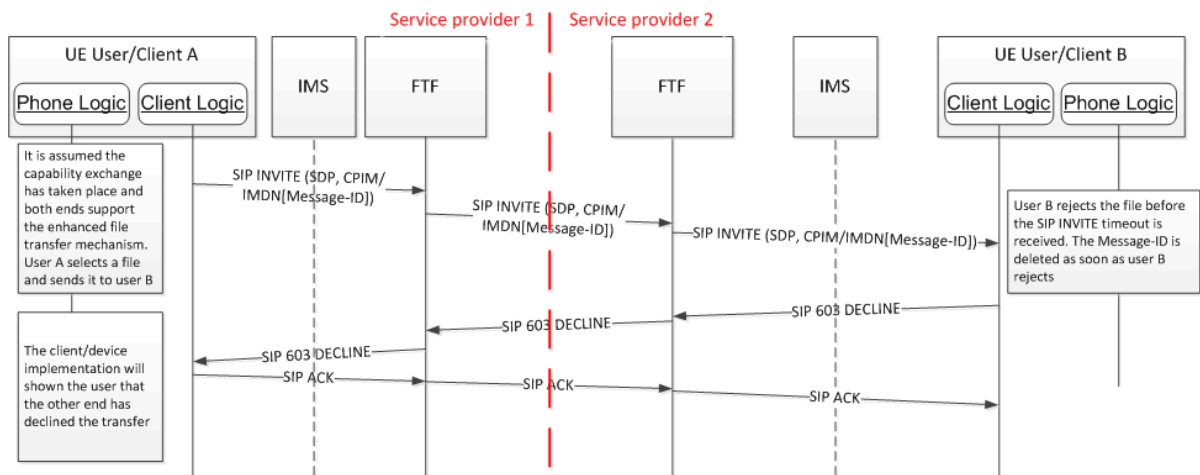 Service provider 1
Service provider 2
UE User/Client A
Phone Logic
Client Logic
IMS
FTF
FTF
IMS
UE User/Client B
Client Logic
Phone Logic
It is assumed the
capability exchange
has taken place and
both ends support
the enhanced file
transfer mechanism.
User A selects a file
and sends it to user B
SIP INVITE (SDP, CPIM/
IMDN[Message-ID])
SIP INVITE (SDP, CPIM/
IMDN[Message-ID])
SIP INVITE (SDP, CPIM/IMDN[Message-ID])
User B rejects the file before
the SIP INVITE timeout is
received. The Message-ID is
deleted as soon as user B
rejects
SIP 603 DECLINE
SIP 603 DECLINE
SIP 603 DECLINE
The client/device
implementation will
shown the user that
the other end has
declined the transfer
SIP ACK
SIP ACK
SIP ACK